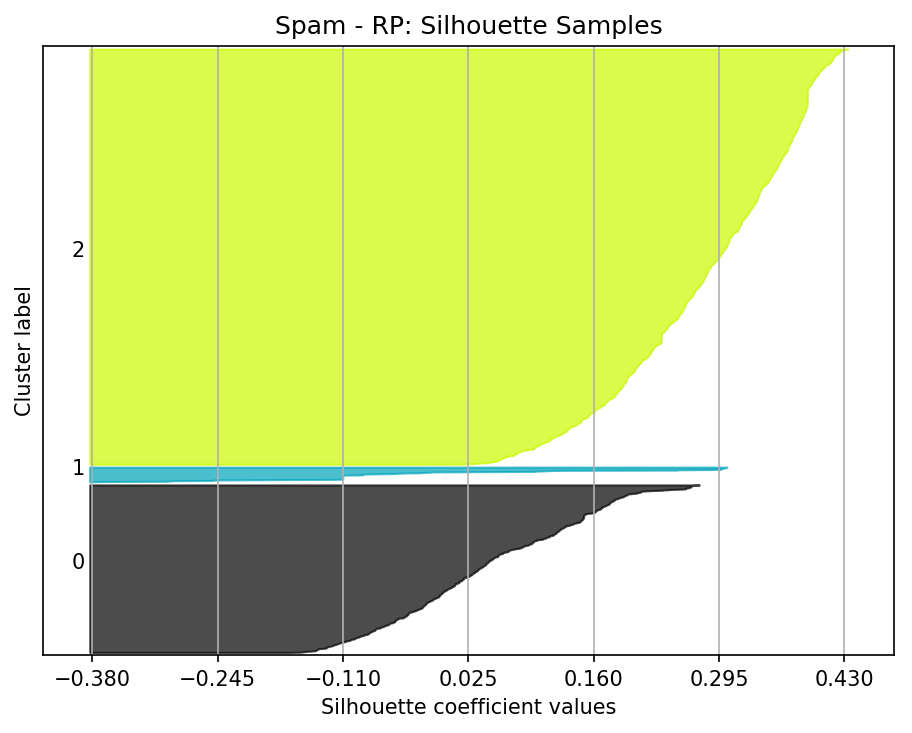 Spam - RP: Silhouette Samples
Cluster label
2
1
0
−0.380 −0.245 −0.110 0.025 0.160 0.295 0.430
Silhouette coefficient values